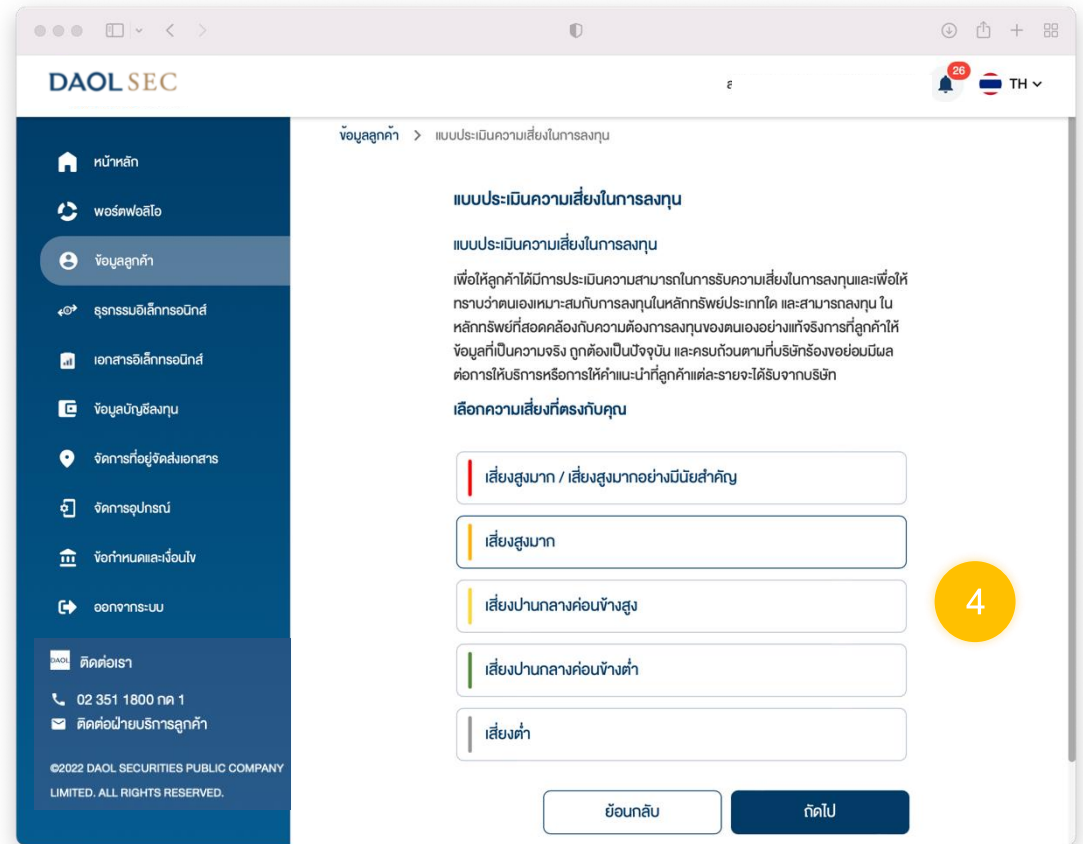 DAOL SEC
26
TH
หน้าหลัก
พอร์ตฟอลิโอ
ข้อมูลลูกค้า
ธุรกรรมอิเล็กทรอนิกส์
เอกสารอิเล็กทรอนิกส์
ข้อมูลบัญชีลงทุน
จัดการที่อยู่จัดส่งเอกสาร
จัดการอุปกรณ์
ข้อกำหนดและเงื่อนไข
ออกจากระบบ
DAOL ติดต่อเรา
02 351 1800 กด 1
ติดต่อฝ่ายบริการลูกค้า
©2022 DAOL SECURITIES PUBLIC COMPANY
LIMITED. ALL RIGHTS RESERVED.
ข้อมูลลูกค้า > แบบประเมินความเสี่ยงในการลงทุน
แบบประเมินความเสี่ยงในการลงทุน
แบบประเมินความเสี่ยงในการลงทุน
เพื่อให้ลูกค้าได้มีการประเมินความสามารถในการรับความเสี่ยงในการลงทุนและเพื่อให้
ทราบว่าตนเองเหมาะสมกับการลงทุนในหลักทรัพย์ประเภทใด และสามารถลงทุน ใน
หลักทรัพย์ที่สอดคล้องกับความต้องการลงทุนของตนเองอย่างแท้จริงการที่ลูกค้าให้
ข้อมูลที่เป็นความจริง ถูกต้องเป็นปัจจุบัน และครบถ้วนตามที่บริษัทร้องขอย่อมมีผล
ต่อการให้บริการหรือการให้คำแนะนำที่ลูกค้าแต่ละรายจะได้รับจากบริษัท
เลือกความเสี่ยงที่ตรงกับคุณ
เสี่ยงสูงมาก / เสี่ยงสูงมากอย่างมีนัยสำคัญ
เสี่ยงสูงมาก
เสี่ยงปานกลางค่อนข้างสูง
เสี่ยงปานกลางค่อนข้างต่ำ
เสี่ยงต่ำ
4
ย้อนกลับ
ถัดไป